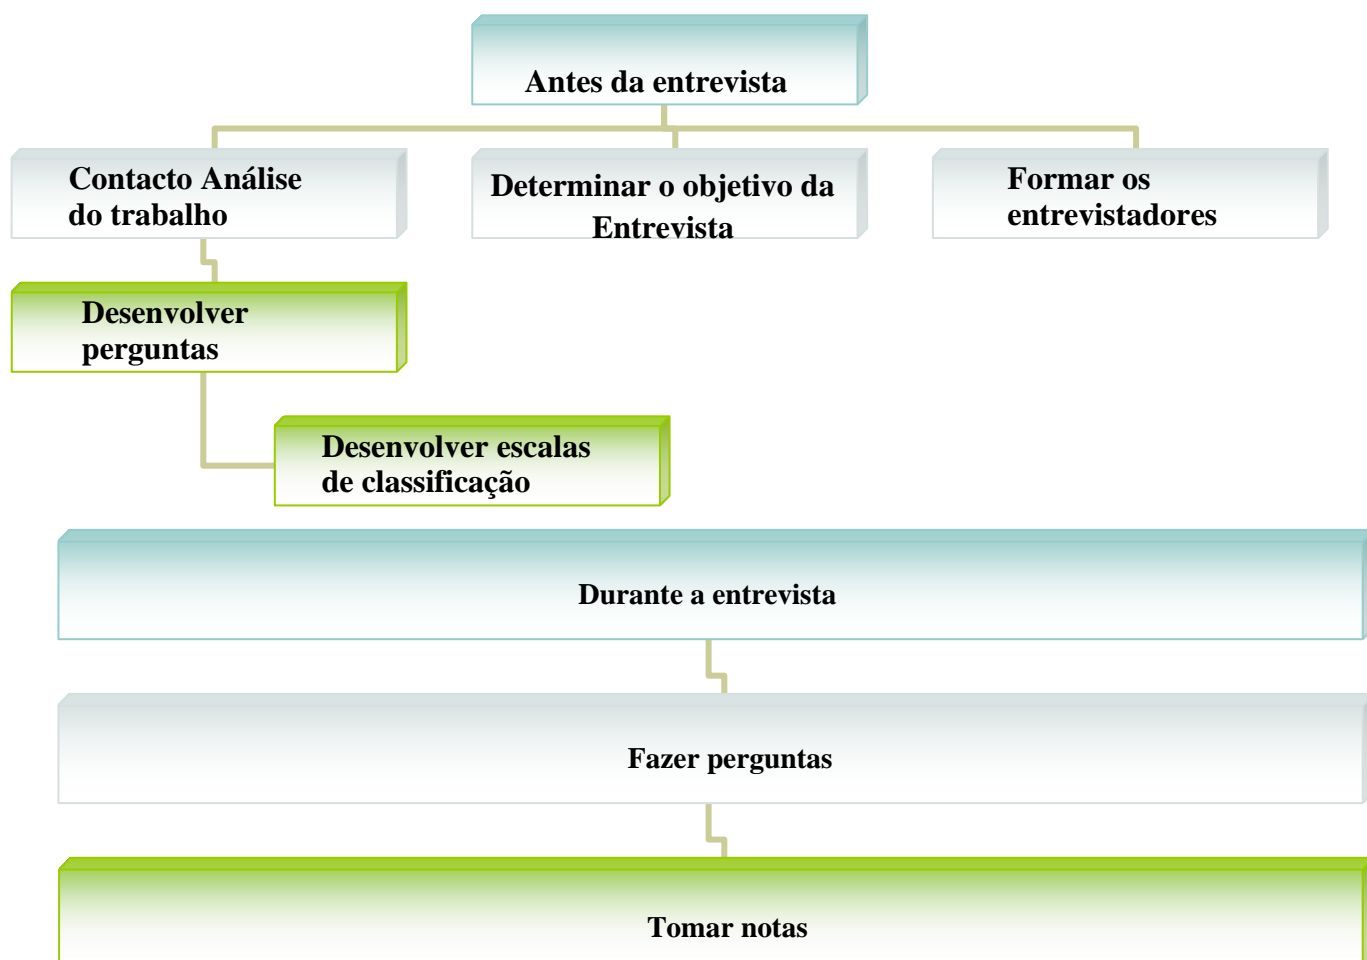 Antes da entrevista
Contacto Análise
do trabalho
Determinar o objetivo da
Entrevista
Formar os
entrevistadores
Desenvolver
perguntas
Desenvolver escalas
de classificação
Durante a entrevista
Fazer perguntas
Tomar notas